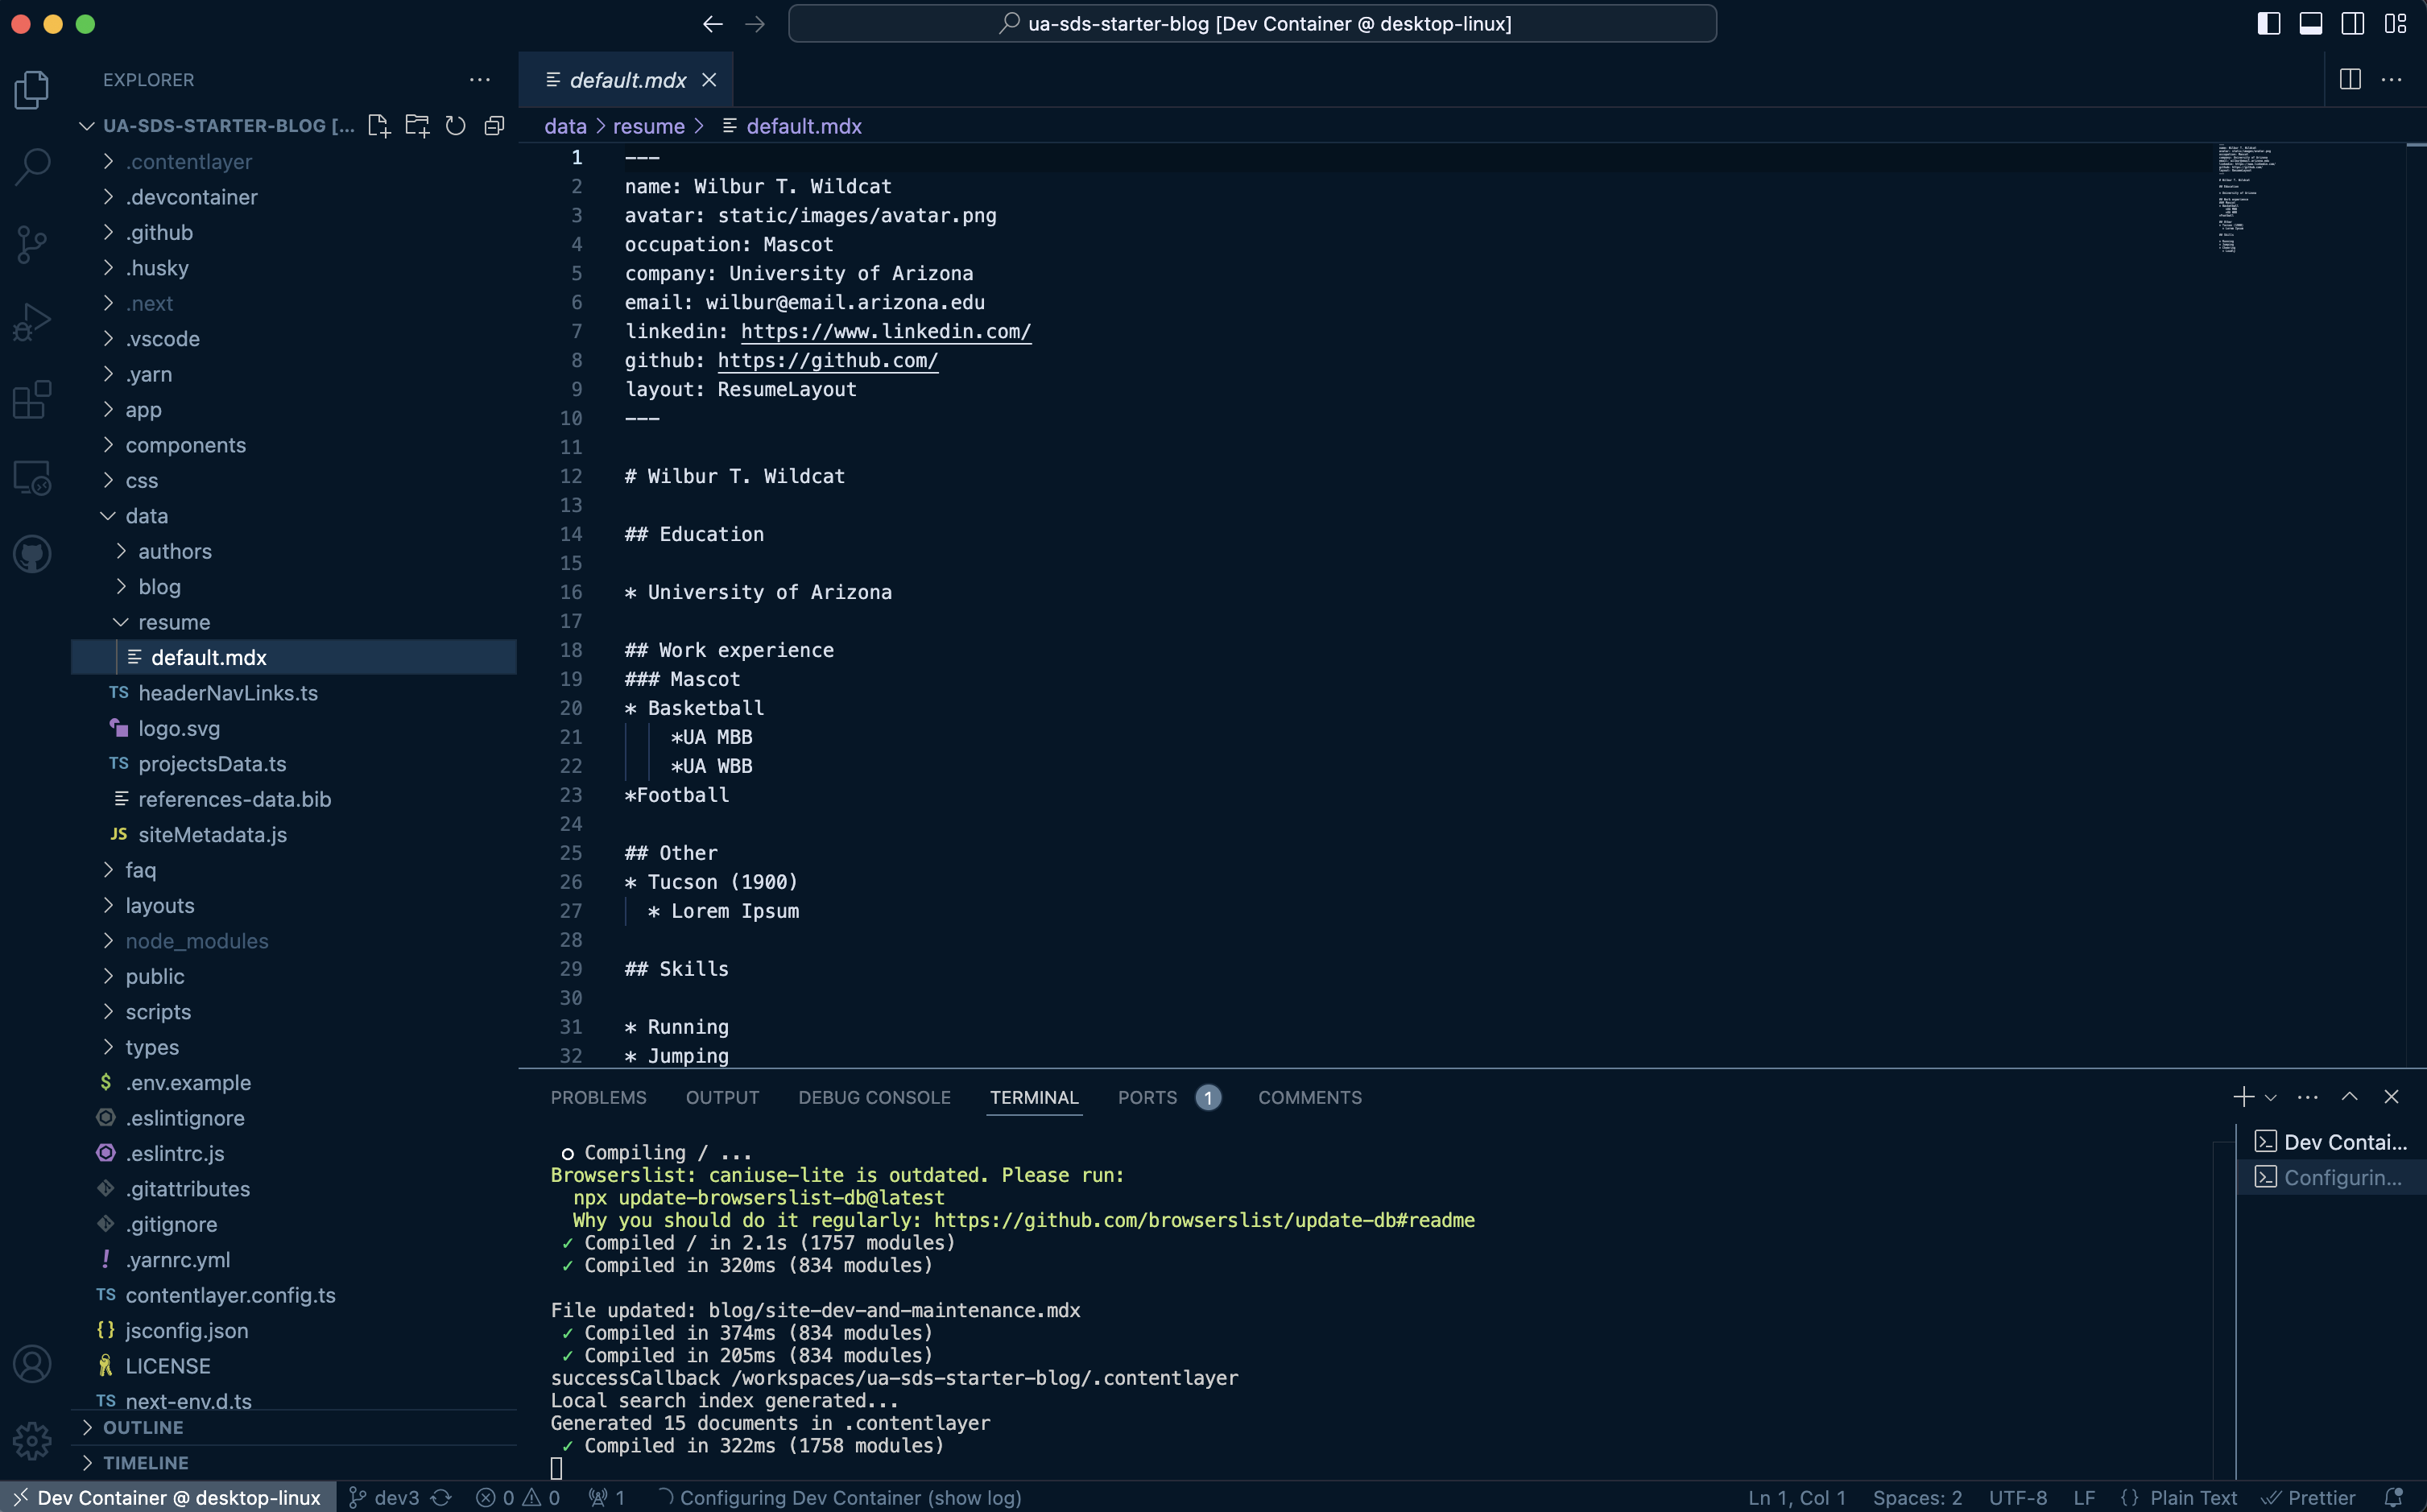 ua-sds-starter-blog [Dev Container @ desktop-linux]
EXPLORER
UA-SDS-STARTER-BLOG [...
.contentlayer
.devcontainer
.github
.husky
.next
.vscode
.yarn
app
components
css
data
authors
blog
resume
default.mdx
TS headerNavLinks.ts
logo.svg
TS projectsData.ts
references-data.bib
JS siteMetadata.js
faq
layouts
node_modules
public
scripts
types
$ .env.example
.eslintignore
.eslintrc.js
.gitattributes
.gitignore
! .yarnrc.yml
TS contentlayer.config.ts
{} jsconfig.json
LICENSE
TS next-env.d.ts
OUTLINE
TIMELINE
default.mdx
data > resume > default.mdx
1 ---
2 name: Wilbur T. Wildcat
3 avatar: static/images/avatar.png
4 occupation: Mascot
5 company: University of Arizona
6 email: wilbur@email.arizona.edu
7 linkedin: https://www.linkedin.com/
8 github: https://github.com/
9 layout: ResumeLayout
10 ---
11
12 # Wilbur T. Wildcat
13
14 ## Education
15
16 * University of Arizona
17
18 ## Work experience
19 ### Mascot
20 * Basketball
21 *UA MBB
22 *UA WBB
23 *Football
24
25 ## Other
26 * Tucson (1900)
27 * Lorem Ipsum
28
29 ## Skills
30
31 * Running
32 * Jumping
PROBLEMS OUTPUT DEBUG CONSOLE TERMINAL PORTS 1 COMMENTS
○ Compiling / ...
Browserslist: caniuse-lite is outdated. Please run:
npx update-browserslist-db@latest
Why you should do it regularly: https://github.com/browserslist/update-db#readme
✓ Compiled / in 2.1s (1757 modules)
✓ Compiled in 320ms (834 modules)
File updated: blog/site-dev-and-maintenance.mdx
✓ Compiled in 374ms (834 modules)
✓ Compiled in 205ms (834 modules)
successCallback /workspaces/ua-sds-starter-blog/.contentlayer
Local search index generated...
Generated 15 documents in .contentlayer
✓ Compiled in 322ms (1758 modules)
Dev Contai...
Configurin...
Dev Container @ desktop-linux dev3 0 0 1 Configuring Dev Container (show log) Ln 1, Col 1 Spaces: 2 UTF-8 LF {} Plain Text Prettier